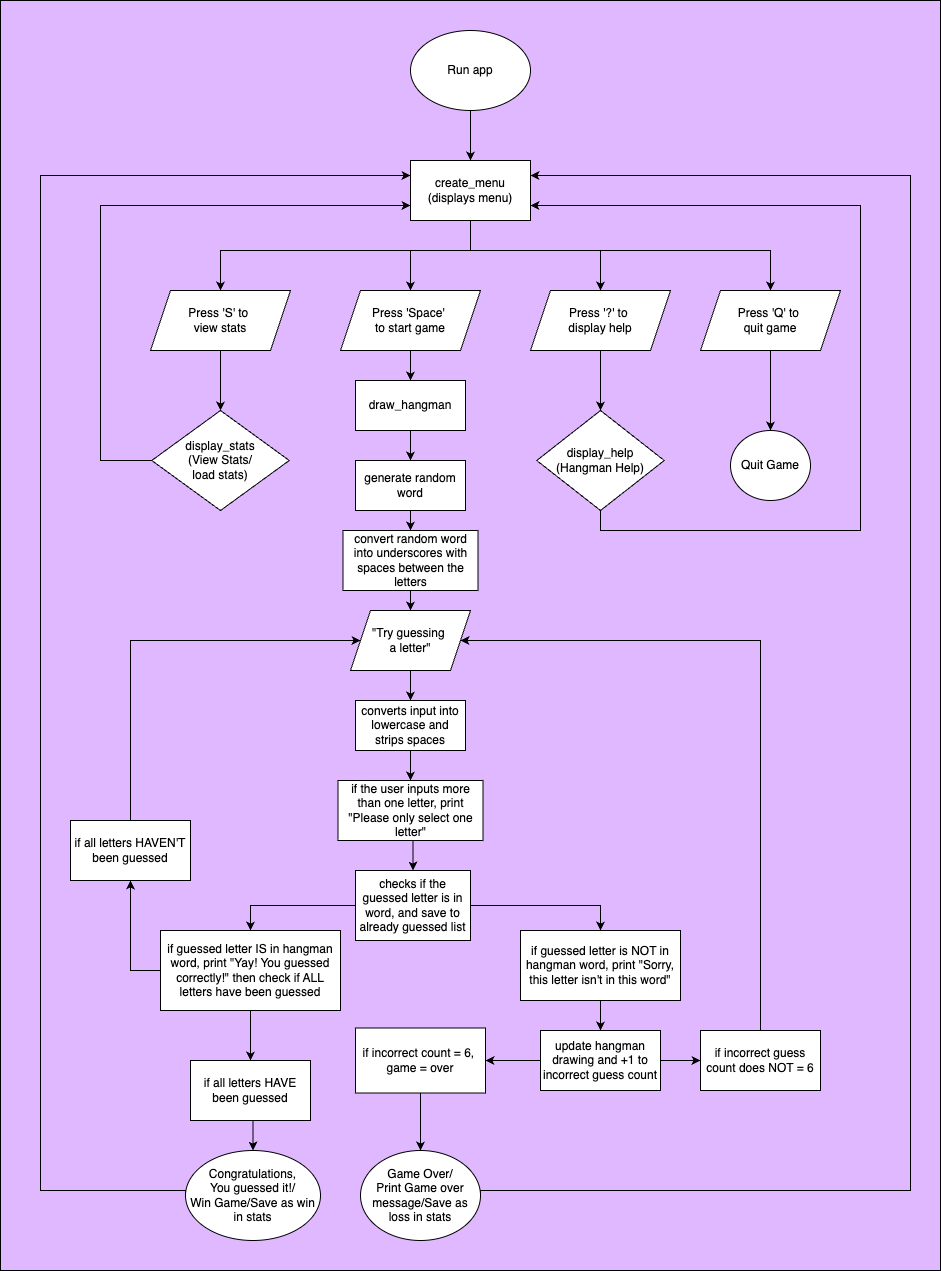 Run app
create_menu
(displays menu)
Press 'S' to
view stats
Press 'Space'
to start game
Press '?' to
display help
Press 'Q' to
quit game
draw_hangman
display_stats
(View Stats/
load stats)
display_help
(Hangman Help)
Quit Game
generate random
word
convert random word
into underscores with
spaces between the
letters
"Try guessing
a letter"
converts input into
lowercase and
strips spaces
if the user inputs more
than one letter, print
"Please only select one
letter"
if all letters HAVEN'T
been guessed
checks if the
guessed letter is in
word, and save to
already guessed list
if guessed letter IS in hangman
word, print "Yay! You guessed
correctly!" then check if ALL
letters have been guessed
if guessed letter is NOT in
hangman word, print "Sorry,
this letter isn't in this word"
if incorrect count = 6,
game = over
update hangman
drawing and +1 to
incorrect guess count
if incorrect guess
count does NOT = 6
if all letters HAVE
been guessed
Congratulations,
You guessed it!/
Win Game/Save as win
in stats
Game Over/
Print Game over
message/Save as
loss in stats